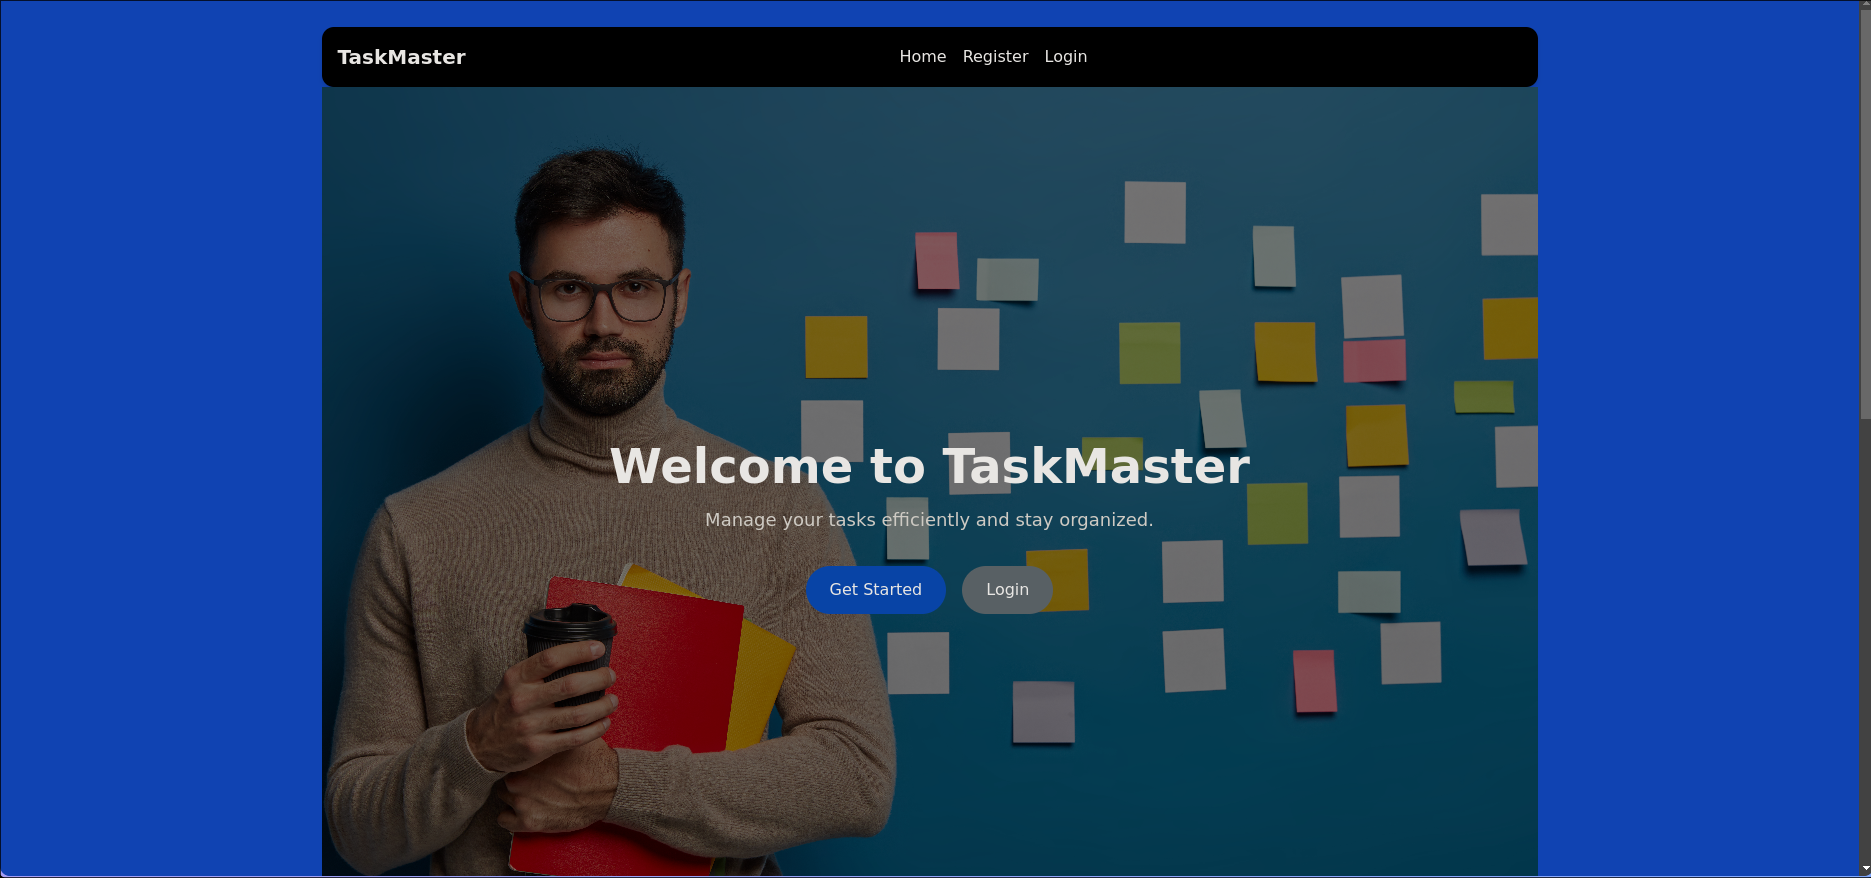 TaskMaster
Home Register Login
Welcome to TaskMaster
Manage your tasks efficiently and stay organized.
Get Started Login